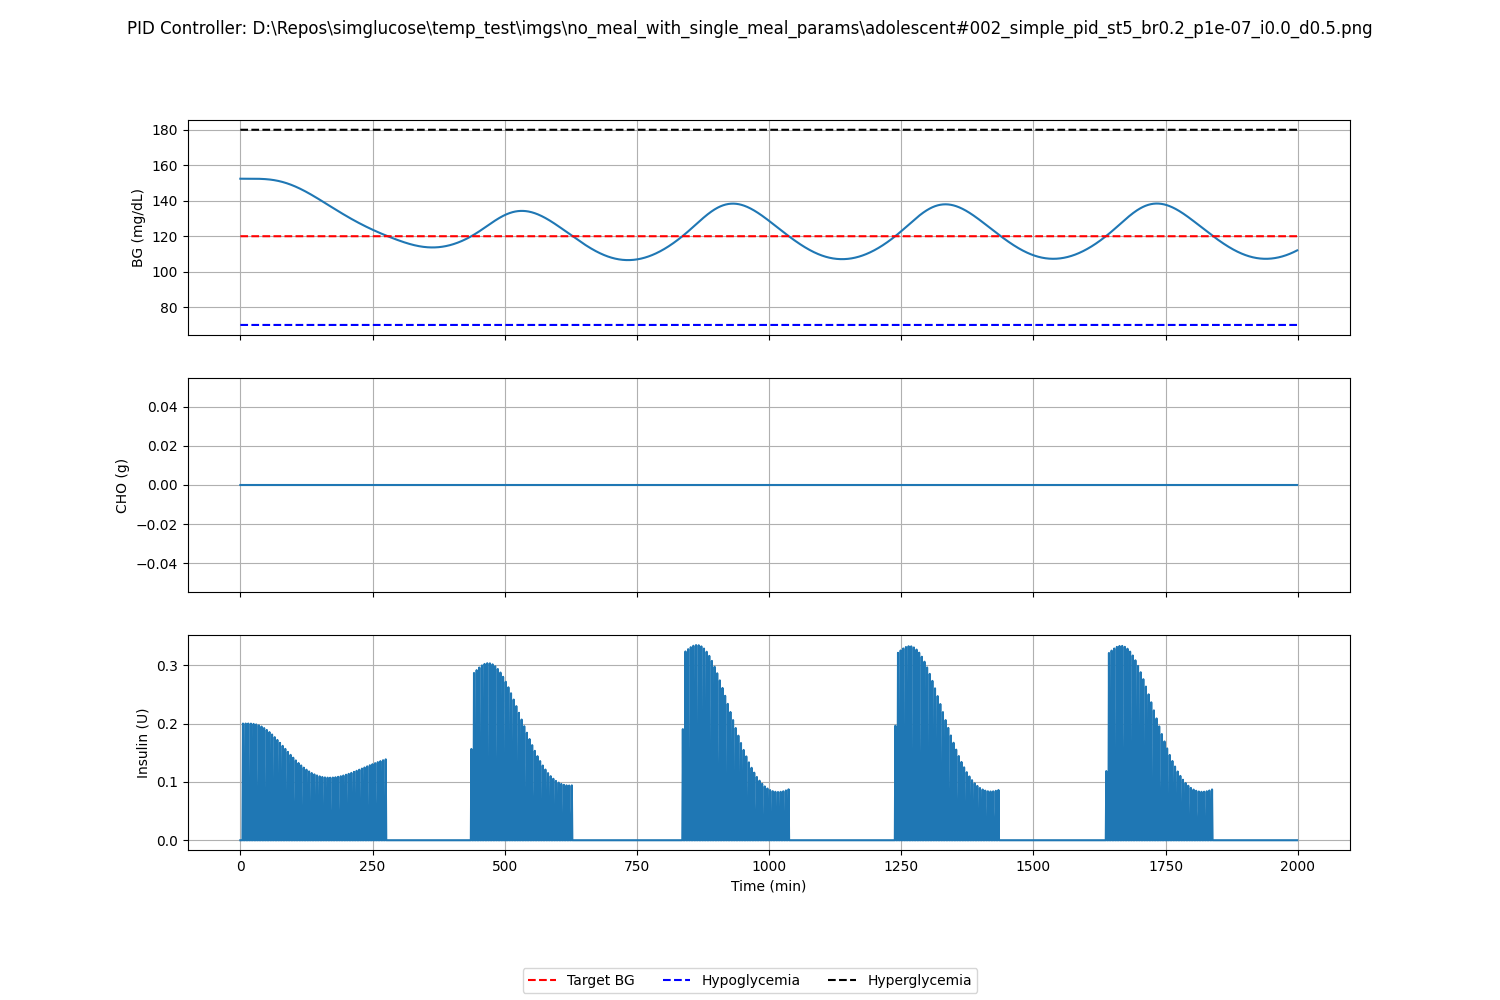 PID Controller: D:\Repos\simglucose\temp_test\imgs\no_meal_with_single_meal_params\adolescent#002_simple_pid_st5_br0.2_p1e-07_i0.0_d0.5.png
180
160
140
120
100
80
BG (mg/dL)
0.04
0.02
0.00
−0.02
−0.04
CHO (g)
0.3
0.2
0.1
0.0
Insulin (U)
0 250 500 750 1000 1250 1500 1750 2000
Time (min)
Target BG Hypoglycemia Hyperglycemia